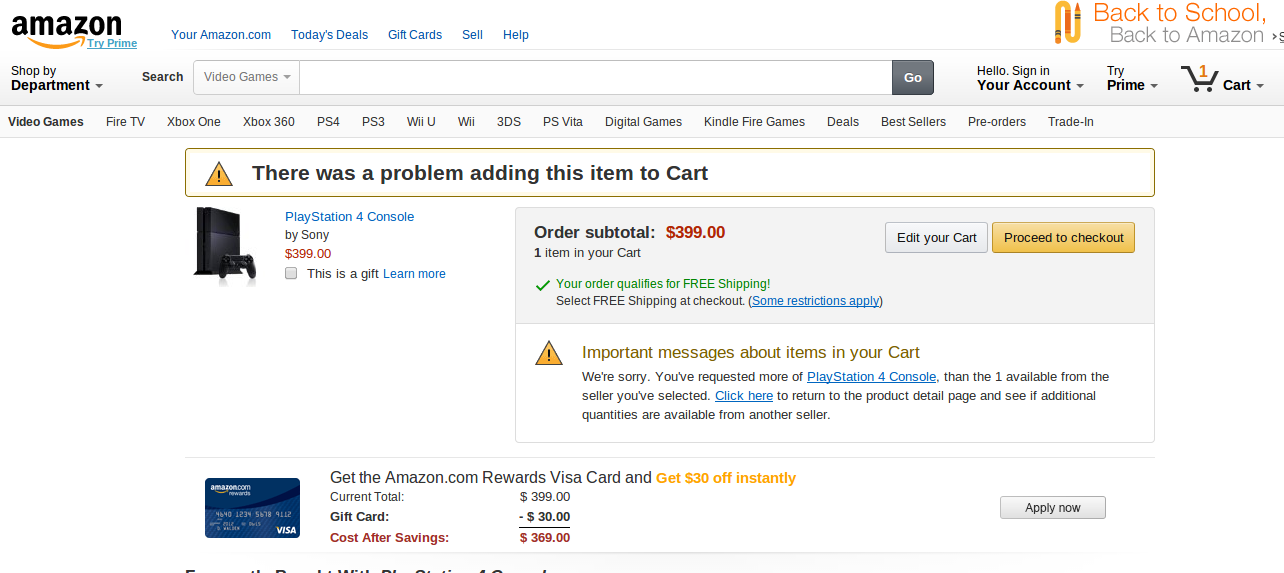 amazon
Try Prime
Your Amazon.com Today's Deals Gift Cards Sell Help
Back to School,
Back to Amazon
Shop by
Department
Search
Video Games
Go
Hello. Sign in
Your Account
Try
Prime
1
Cart
Video Games Fire TV Xbox One Xbox 360 PS4 PS3 Wii U Wii 3DS PS Vita Digital Games Kindle Fire Games Deals Best Sellers Pre-orders Trade-In
There was a problem adding this item to Cart
PlayStation 4 Console
by Sony
$399.00
This is a gift Learn more
Order subtotal: $399.00
1 item in your Cart
Edit your Cart
Proceed to checkout
Your order qualifies for FREE Shipping!
Select FREE Shipping at checkout. (Some restrictions apply)
Important messages about items in your Cart
We're sorry. You've requested more of PlayStation 4 Console, than the 1 available from the
seller you've selected. Click here to return to the product detail page and see if additional
quantities are available from another seller.
amazon.com
rewards
4640 1234 5678 9112
VISA
Get the Amazon.com Rewards Visa Card and Get $30 off instantly
Current Total: $ 399.00
Gift Card: - $ 30.00
Cost After Savings: $ 369.00
Apply now